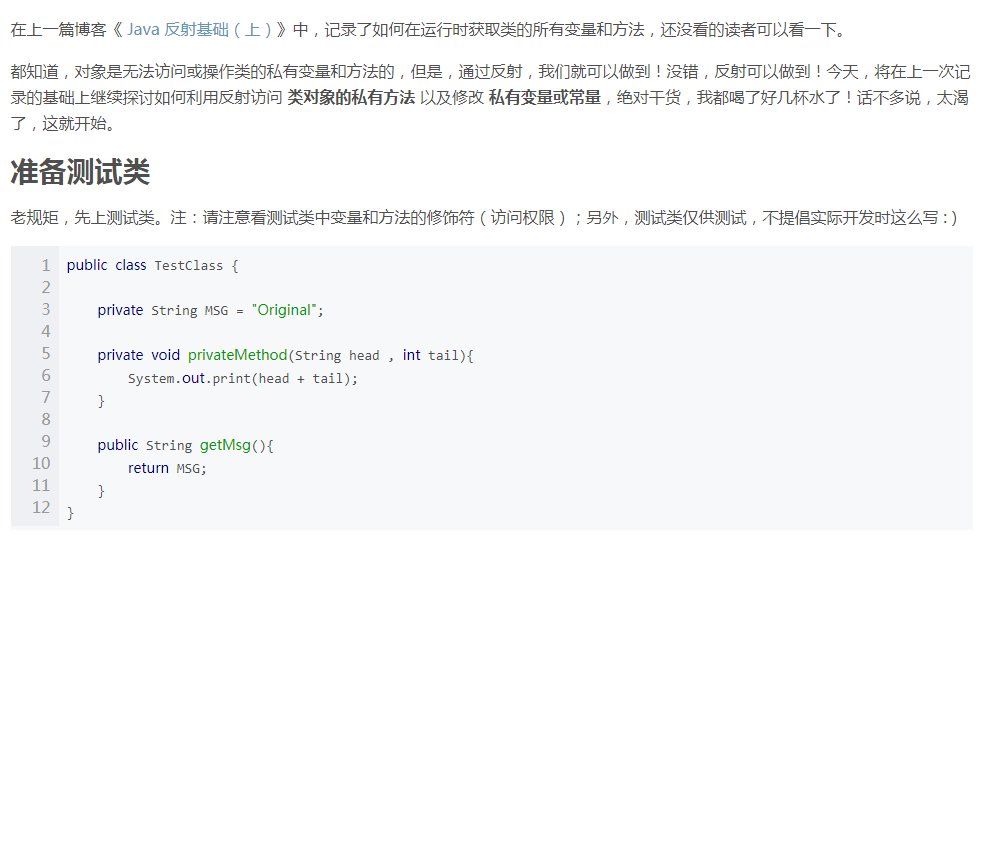 在上一篇博客《 Java 反射基础（上）》中，记录了如何在运行时获取类的所有变量和方法，还没看的读者可以看一下。
都知道，对象是无法访问或操作类的私有变量和方法的，但是，通过反射，我们就可以做到！没错，反射可以做到！今天，将在上一次记
录的基础上继续探讨如何利用反射访问 类对象的私有方法 以及修改 私有变量或常量，绝对干货，我都喝了好几杯水了！话不多说，太渴
了，这就开始。
准备测试类
老规矩，先上测试类。注：请注意看测试类中变量和方法的修饰符（访问权限）；另外，测试类仅供测试，不提倡实际开发时这么写 : )
1 public class TestClass {
2
3     private String MSG = "Original";
4
5     private void privateMethod(String head , int tail){
6         System.out.print(head + tail);
7     }
8
9     public String getMsg(){
10         return MSG;
11     }
12 }